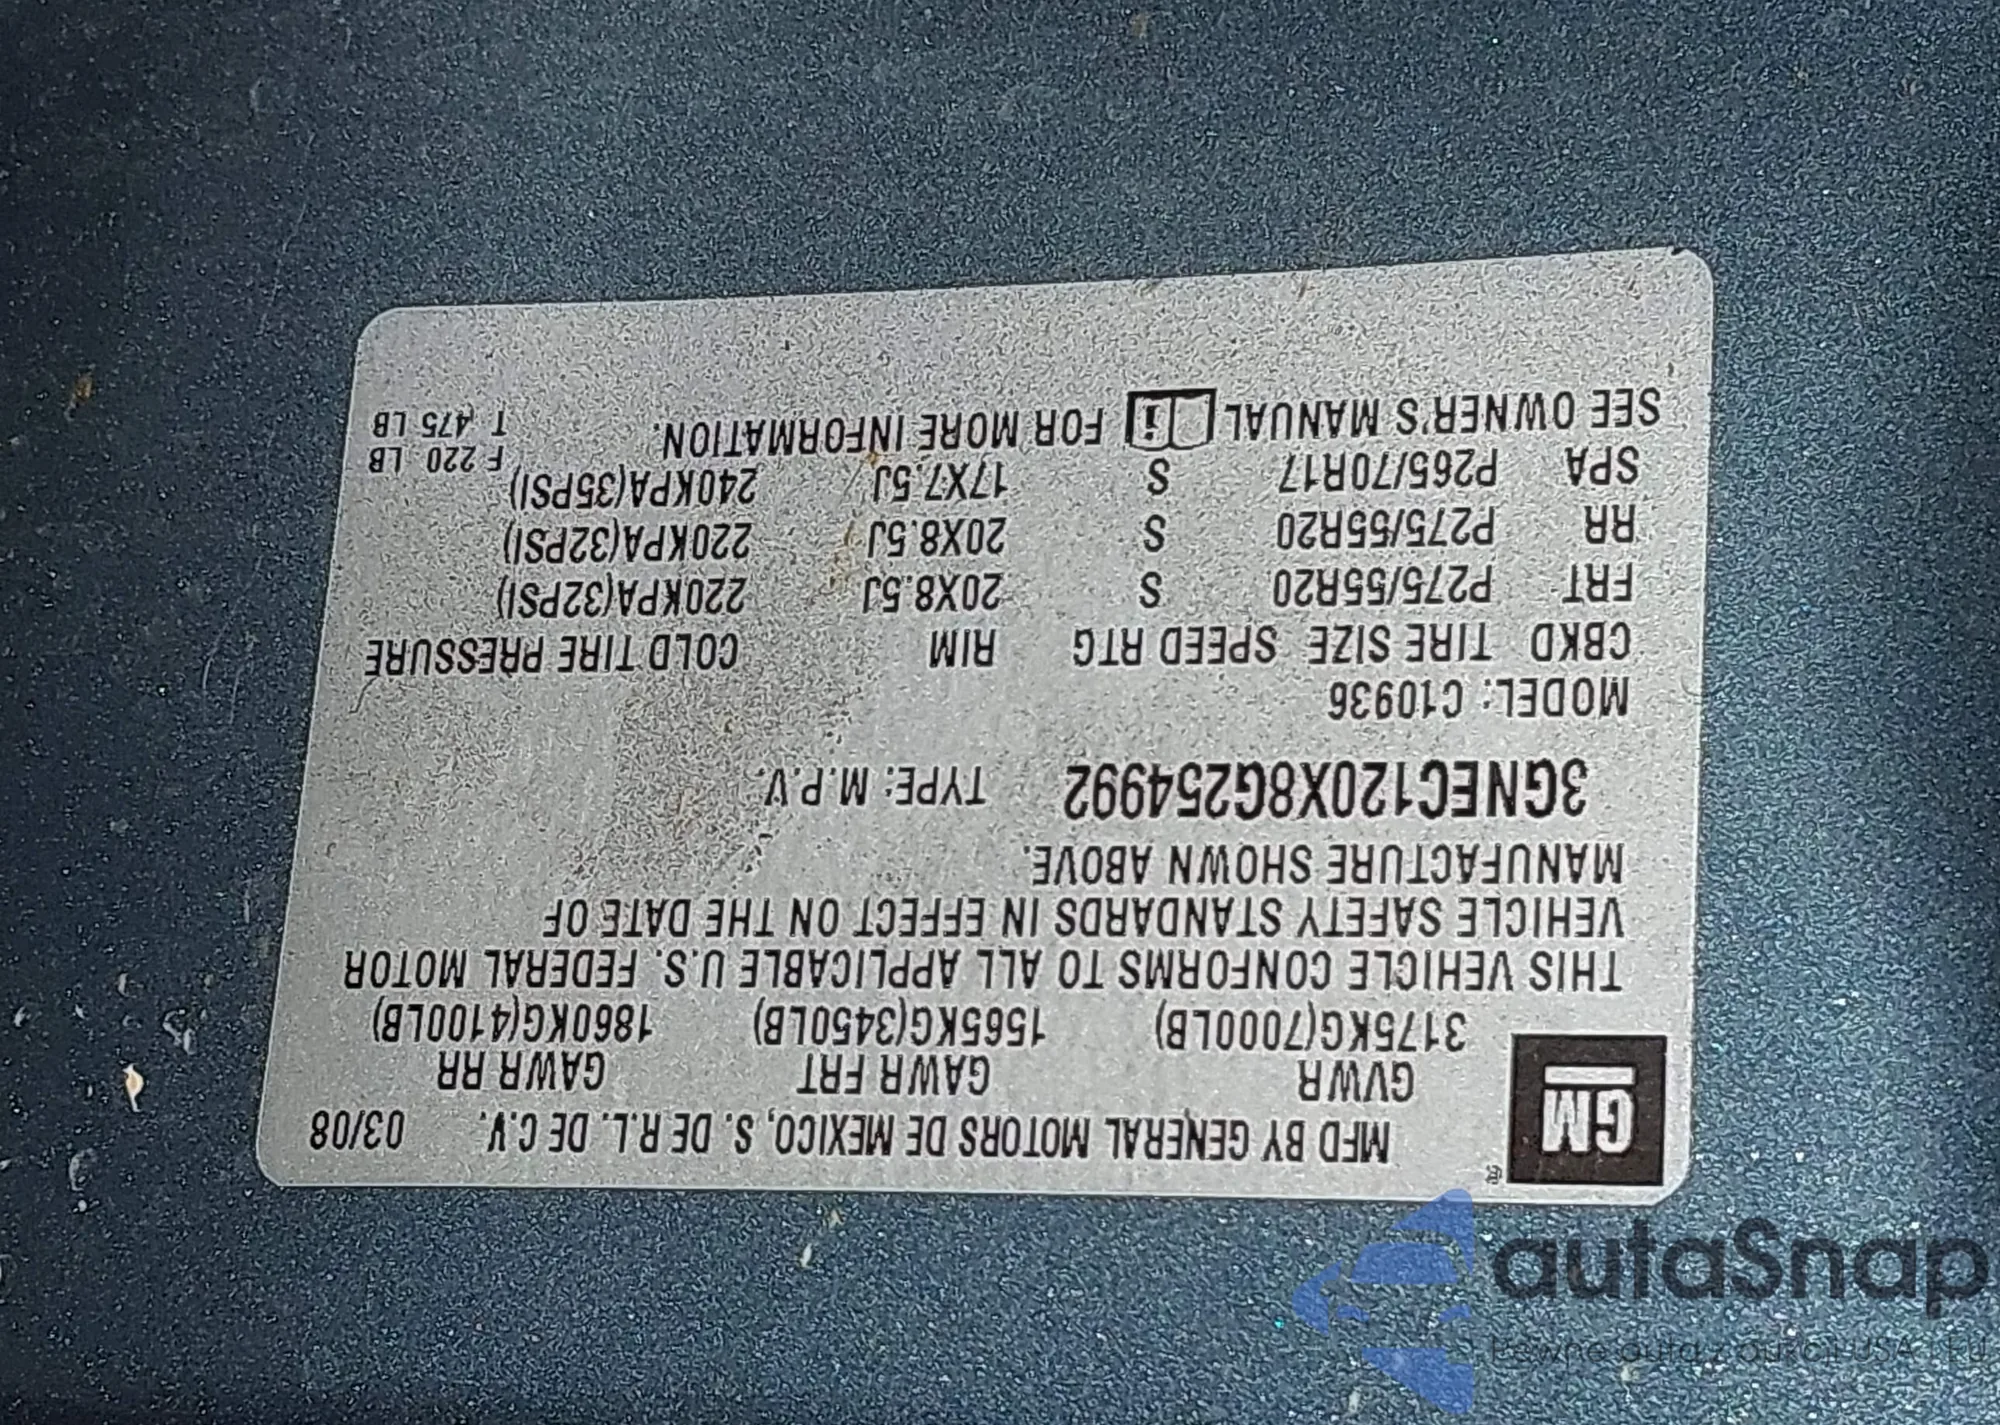 GM
MFD BY GENERAL MOTORS DE MEXICO, S. DE R.L. DE C.V. 03/08
GVWR GAWR FRT GAWR RR
3175KG(7000LB) 1565KG(3450LB) 1860KG(4100LB)
THIS VEHICLE CONFORMS TO ALL APPLICABLE U.S. FEDERAL MOTOR
VEHICLE SAFETY STANDARDS IN EFFECT ON THE DATE OF
MANUFACTURE SHOWN ABOVE.
3GNEC120X8G254992 TYPE: M.P.V.
MODEL: C10936
CBKD TIRE SIZE SPEED RTG RIM COLD TIRE PRESSURE
FRT P275/55R20 S 20X8.5J 220KPA(32PSI)
RR P275/55R20 S 20X8.5J 220KPA(32PSI)
SPA P265/70R17 S 17X7.5J 240KPA(35PSI)
SEE OWNER'S MANUAL i FOR MORE INFORMATION.
F 220 LB
T 475 LB
autaSnap
Pewne auta z aukcji USA i